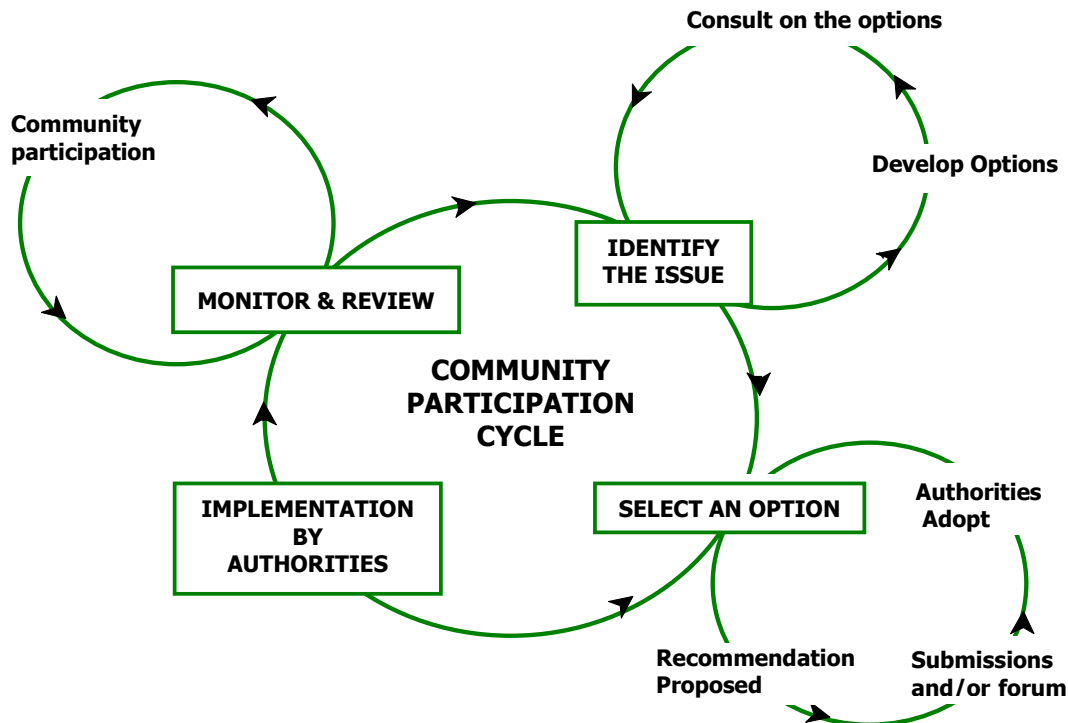 Consult on the options
Community
participation
Develop Options
IDENTIFY
THE ISSUE
MONITOR & REVIEW
COMMUNITY
PARTICIPATION
CYCLE
IMPLEMENTATION
BY
AUTHORITIES
SELECT AN OPTION
Authorities
Adopt
Recommendation
Proposed
Submissions
and/or forum